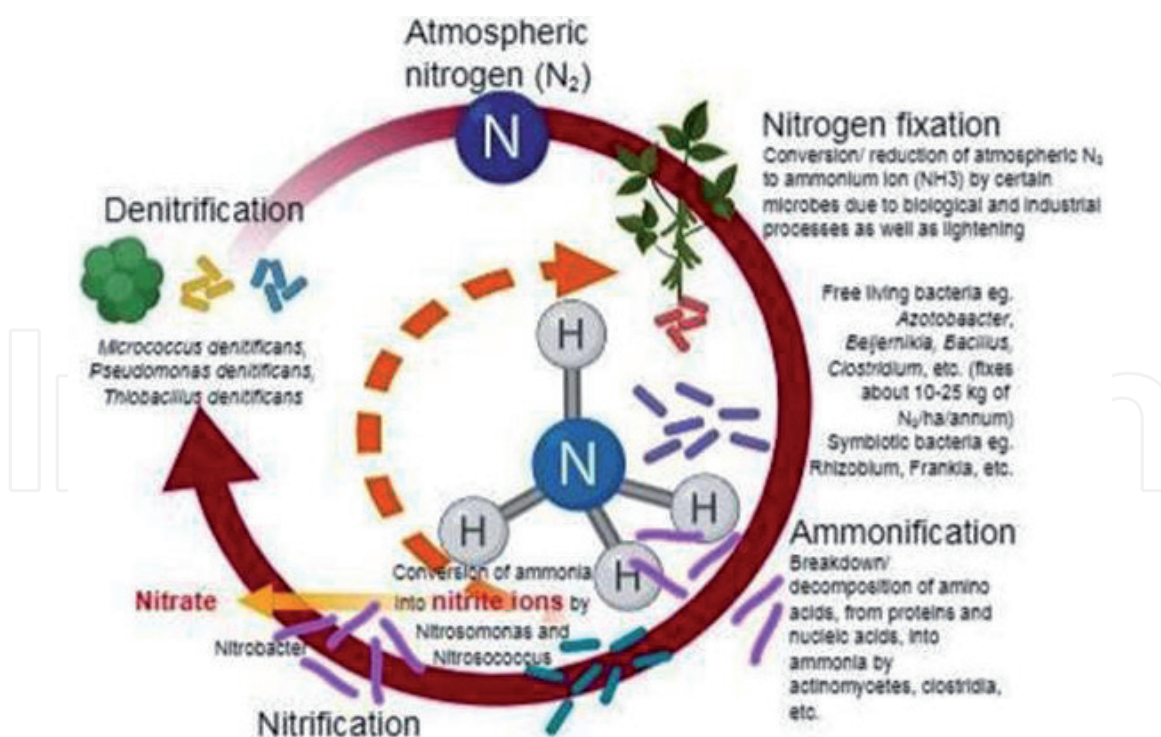 Atmospheric
nitrogen (N₂)
N
Nitrogen fixation
Conversion/ reduction of atmospheric N₂
to ammonium ion (NH3) by certain
microbes due to biological and industrial
processes as well as lightening
Denitrification
Micrococcus denitificans,
Pseudomonas denitificans,
Thiobacillus denitificans
Free living bacteria eg.
Azotobaacter,
Beijernikia, Bacillus,
Clostridium, etc. (fixes
about 10-25 kg of
N₂/ha/annum)
Symbiotic bacteria eg.
Rhizobium, Frankia, etc.
H
N
H
H
H
Ammonification
Breakdown/
decomposition of amino
acids, from proteins and
nucleic acids, into
ammonia by
actinomycetes, clostridia,
etc.
Conversion of ammonia
into nitrite ions by
Nitrosomonas and
Nitrosococcus
Nitrate
Nitrobacter
Nitrification